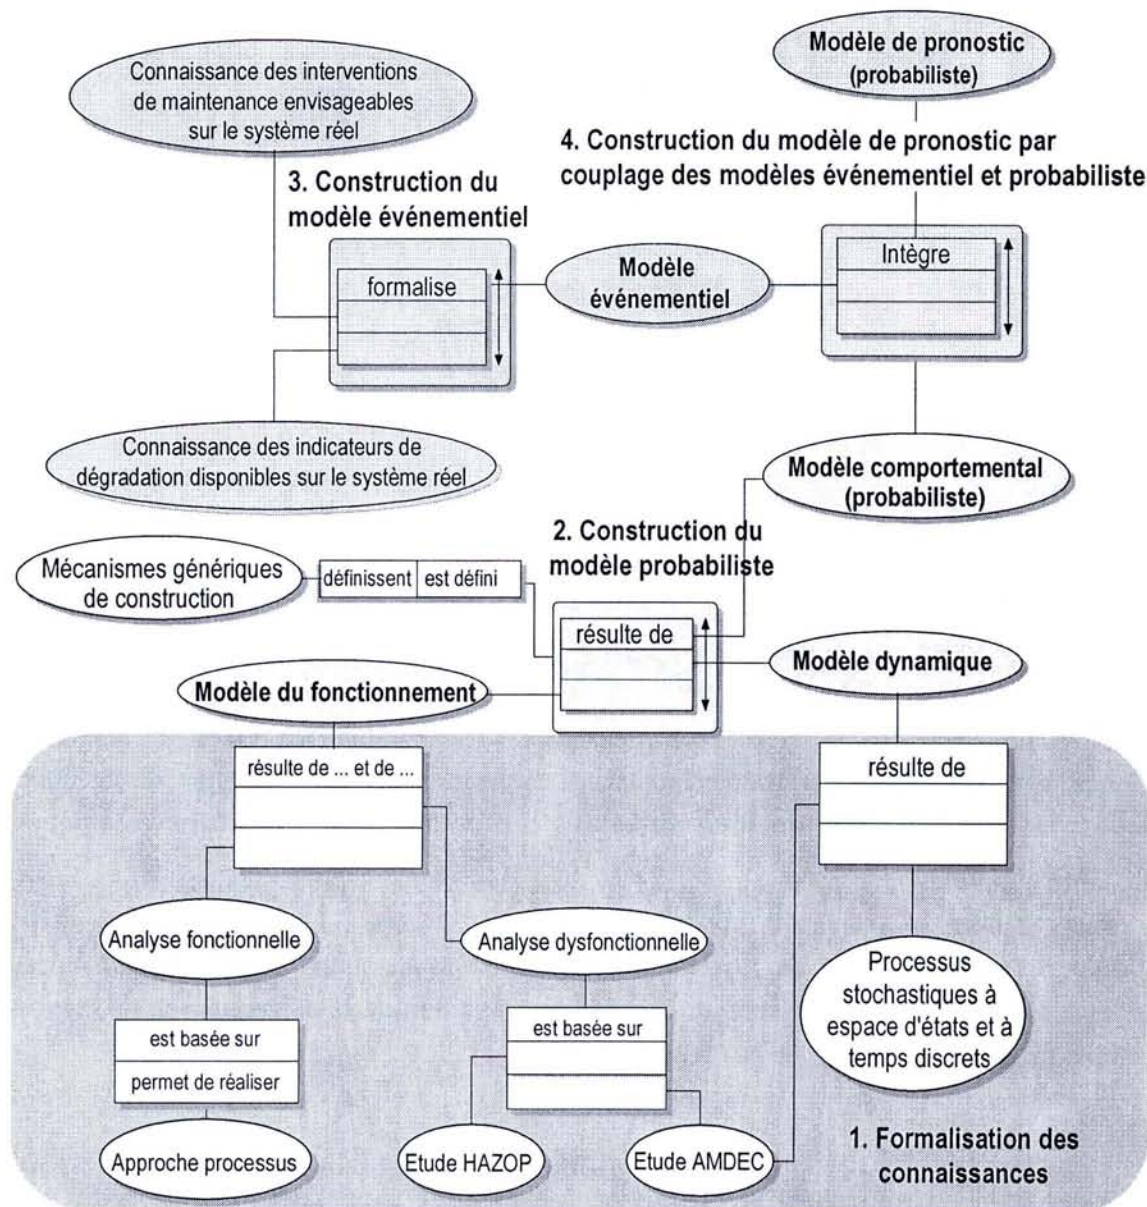 Connaissance des interventions
de maintenance envisageables
sur le système réel
Modèle de pronostic
(probabiliste)
3. Construction du
modèle événementiel
4. Construction du modèle de pronostic par
couplage des modèles événementiel et probabiliste
formalise
Modèle
événementiel
Intègre
Connaissance des indicateurs de
dégradation disponibles sur le système réel
Modèle comportemental
(probabiliste)
2. Construction du
modèle probabiliste
Mécanismes génériques
de construction
définissent
est défini
résulte de
Modèle du fonctionnement
Modèle dynamique
résulte de ... et de ...
résulte de
Analyse fonctionnelle
Analyse dysfonctionnelle
Processus
stochastiques à
espace d'états et à
temps discrets
est basée sur
permet de réaliser
est basée sur
Approche processus
Etude HAZOP
Etude AMDEC
1. Formalisation des
connaissances